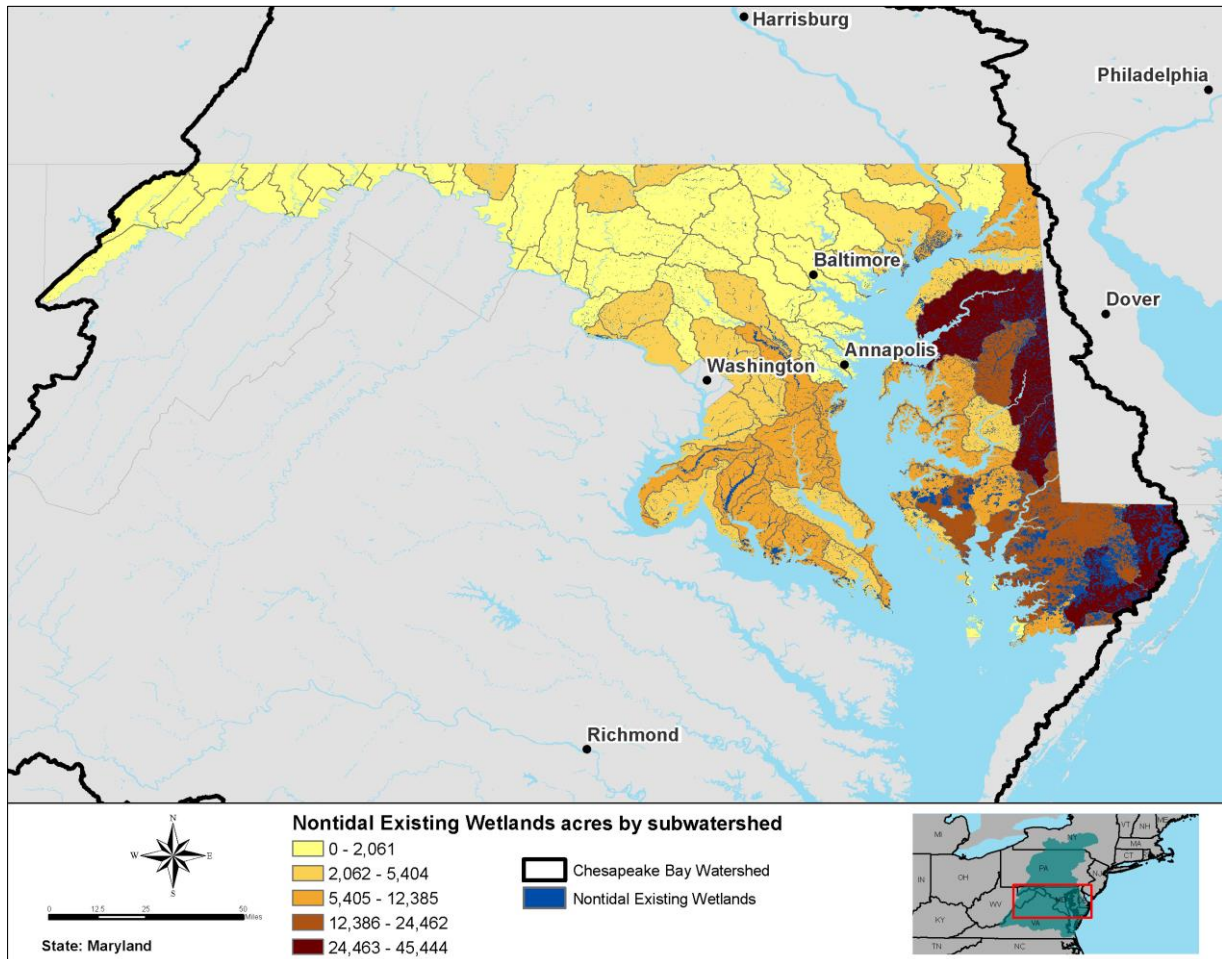 Harrisburg
Philadelphia
Baltimore
Dover
Annapolis
Washington
Richmond
N
W E
S
0 12.5 25 50
Miles
State: Maryland
Nontidal Existing Wetlands acres by subwatershed
0 - 2,061
2,062 - 5,404
5,405 - 12,385
12,386 - 24,462
24,463 - 45,444
Chesapeake Bay Watershed
Nontidal Existing Wetlands
MI
NY
VT
NH
ME
MA
CT
PA
NJ
IN
OH
WV
KY
VA
TN
NC